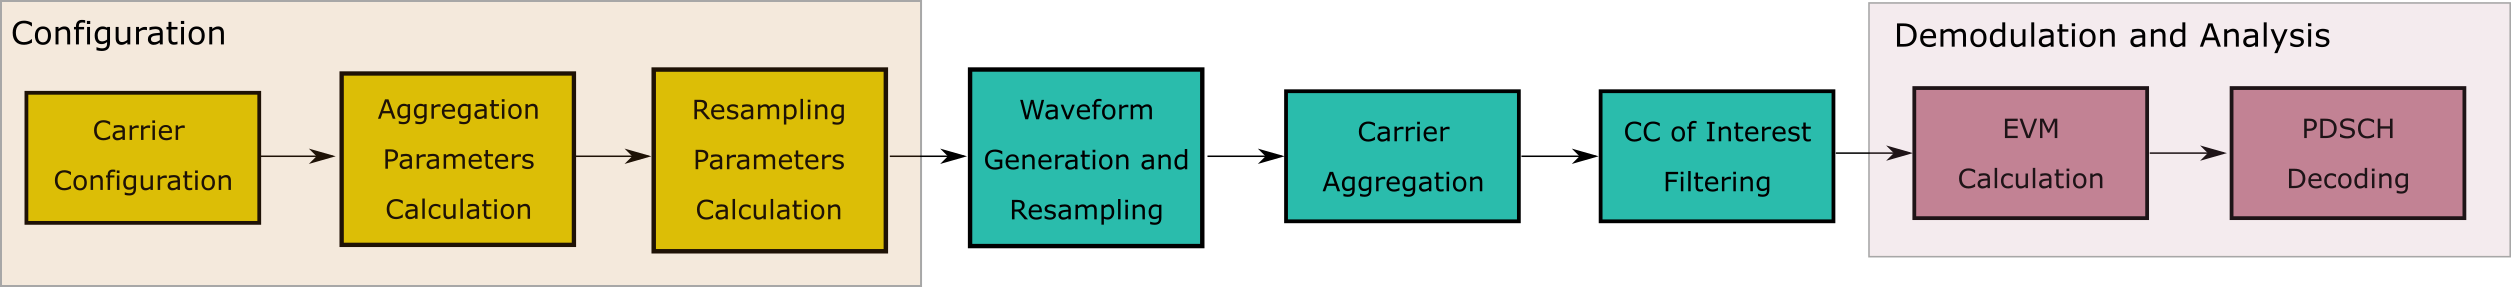 Configuration
Carrier
Configuration
Aggregation
Parameters
Calculation
Resampling
Parameters
Calculation
Waveform
Generation and
Resampling
Carrier
Aggregation
CC of Interest
Filtering
Demodulation and Analysis
EVM
Calculation
PDSCH
Decoding